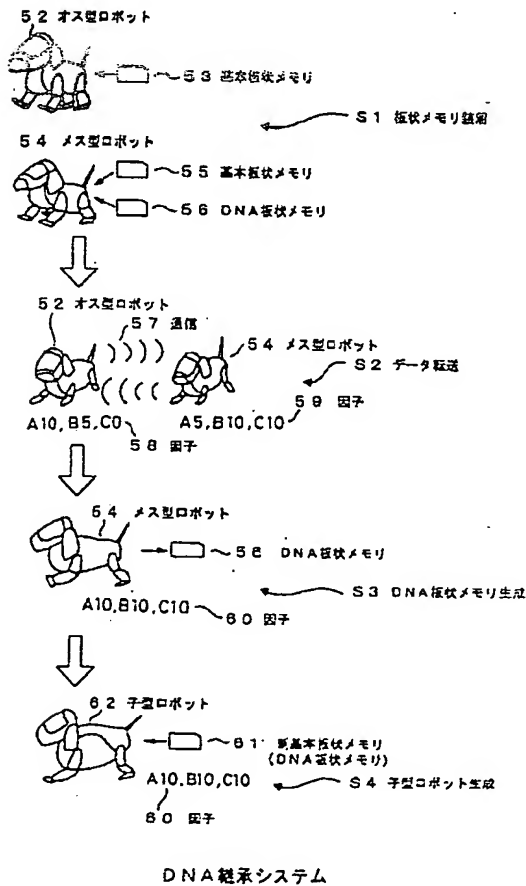 52 オス型ロボット
53 基本板状メモリ
S1 板状メモリ装着
54 メス型ロボット
55 基本板状メモリ
56 DNA板状メモリ
52 オス型ロボット
57 通信
54 メス型ロボット
S2 データ転送
59 因子
A10,B5,C0
58 因子
A5,B10,C10
54 メス型ロボット
56 DNA板状メモリ
S3 DNA板状メモリ生成
A10,B10,C10
60 因子
62 子型ロボット
61 新基本板状メモリ
(DNA板状メモリ)
A10,B10,C10
S4 子型ロボット生成
60 因子
DNA継承システム